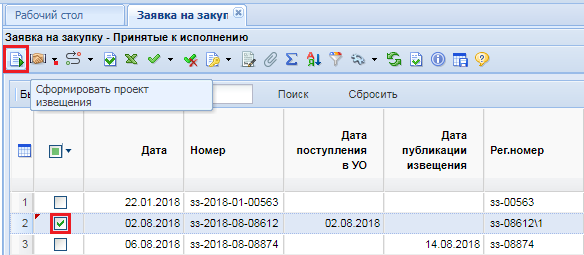 Рабочий стол
Заявка на закуп
Заявка на закупку - Принятые к исполнению
Сформировать проект
извещения
Бы
Поиск
Сбросить
Дата
Номер
Дата
поступления
в УО
Дата
публикации
извещения
Рег.номер
1 22.01.2018 зз-2018-01-00563 зз-00563
2 02.08.2018 зз-2018-08-08612 02.08.2018 зз-08612\1
3 06.08.2018 зз-2018-08-08874 14.08.2018 зз-08874